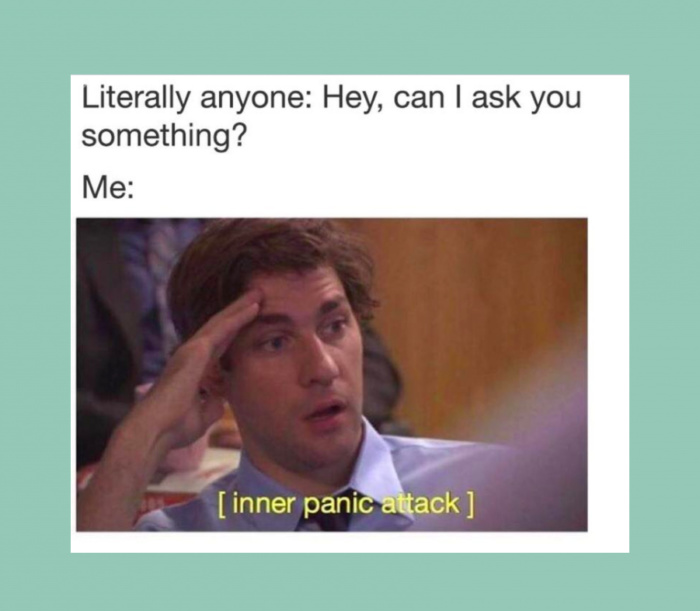 Literally anyone: Hey, can I ask you
something?
Me:
[ inner panic attack ]